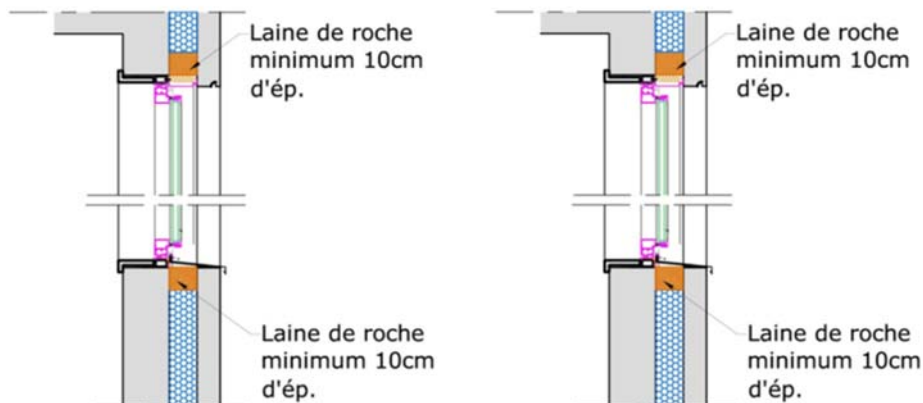 Laine de roche
minimum 10cm
d'ép.
Laine de roche
minimum 10cm
d'ép.
Laine de roche
minimum 10cm
d'ép.
Laine de roche
minimum 10cm
d'ép.